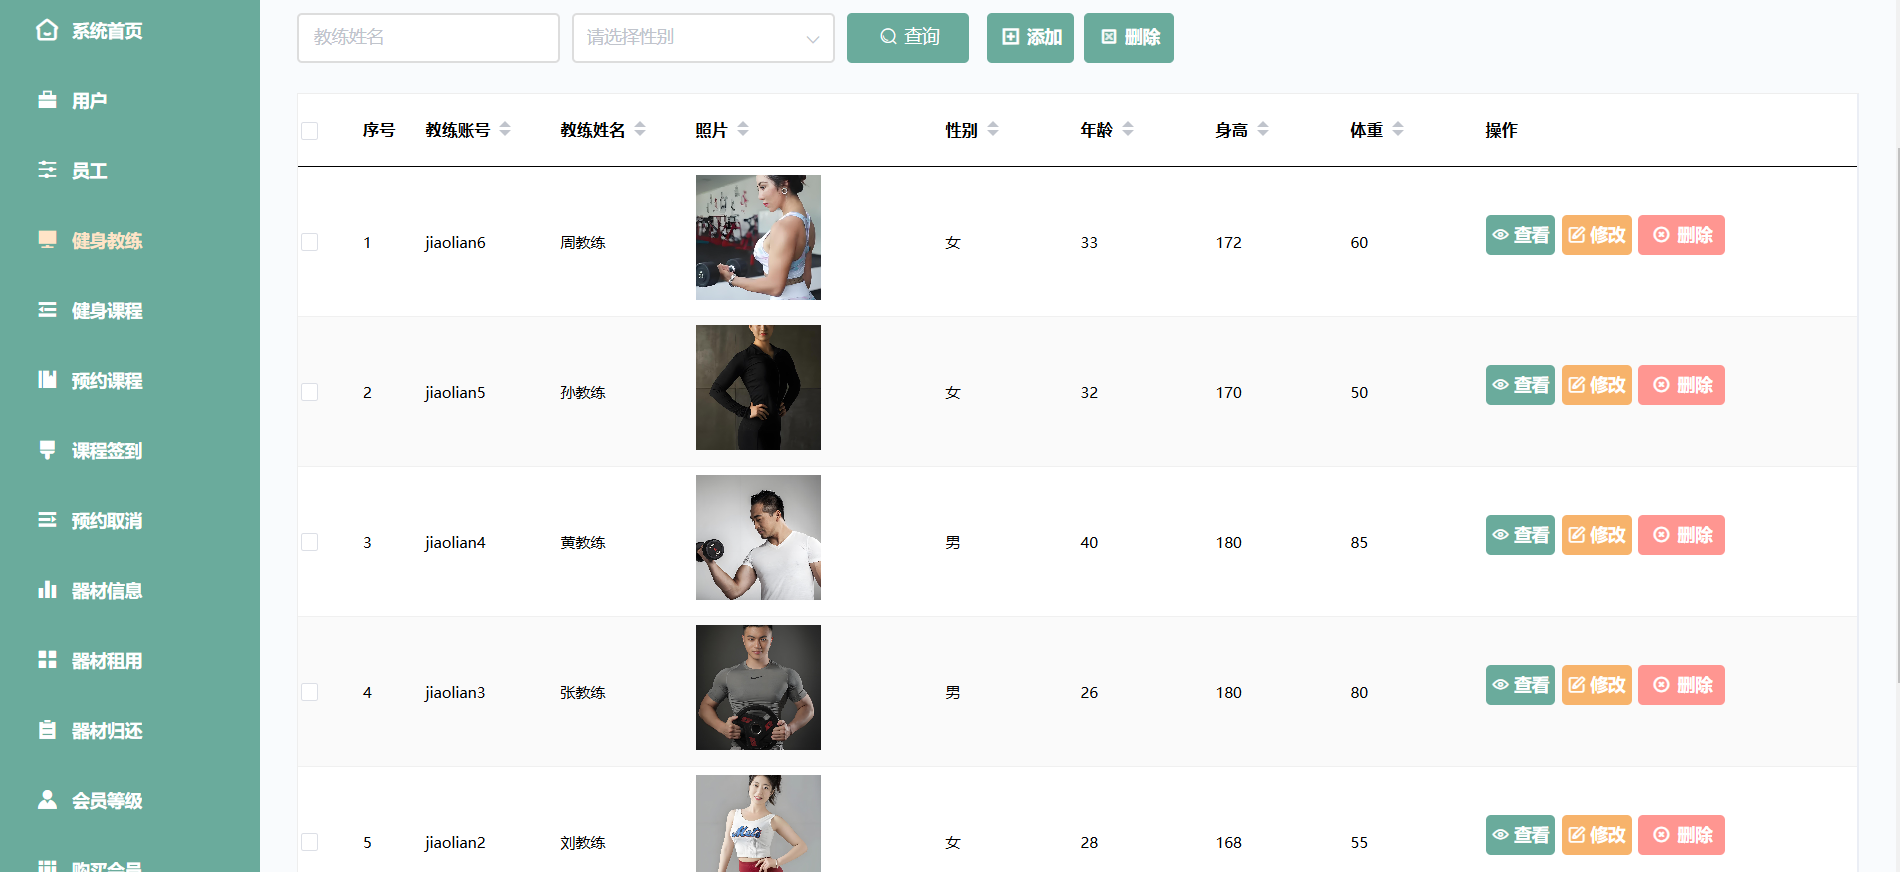 系统首页
用户
员工
健身教练
健身课程
预约课程
课程签到
预约取消
器材信息
器材租用
器材归还
会员等级
购买会员
教练姓名 请选择性别 查询 添加 删除
序号 教练账号 教练姓名 照片 性别 年龄 身高 体重 操作
1 jiaolian6 周教练 女 33 172 60 查看 修改 删除
2 jiaolian5 孙教练 女 32 170 50 查看 修改 删除
3 jiaolian4 黄教练 男 40 180 85 查看 修改 删除
4 jiaolian3 张教练 男 26 180 80 查看 修改 删除
5 jiaolian2 刘教练 女 28 168 55 查看 修改 删除